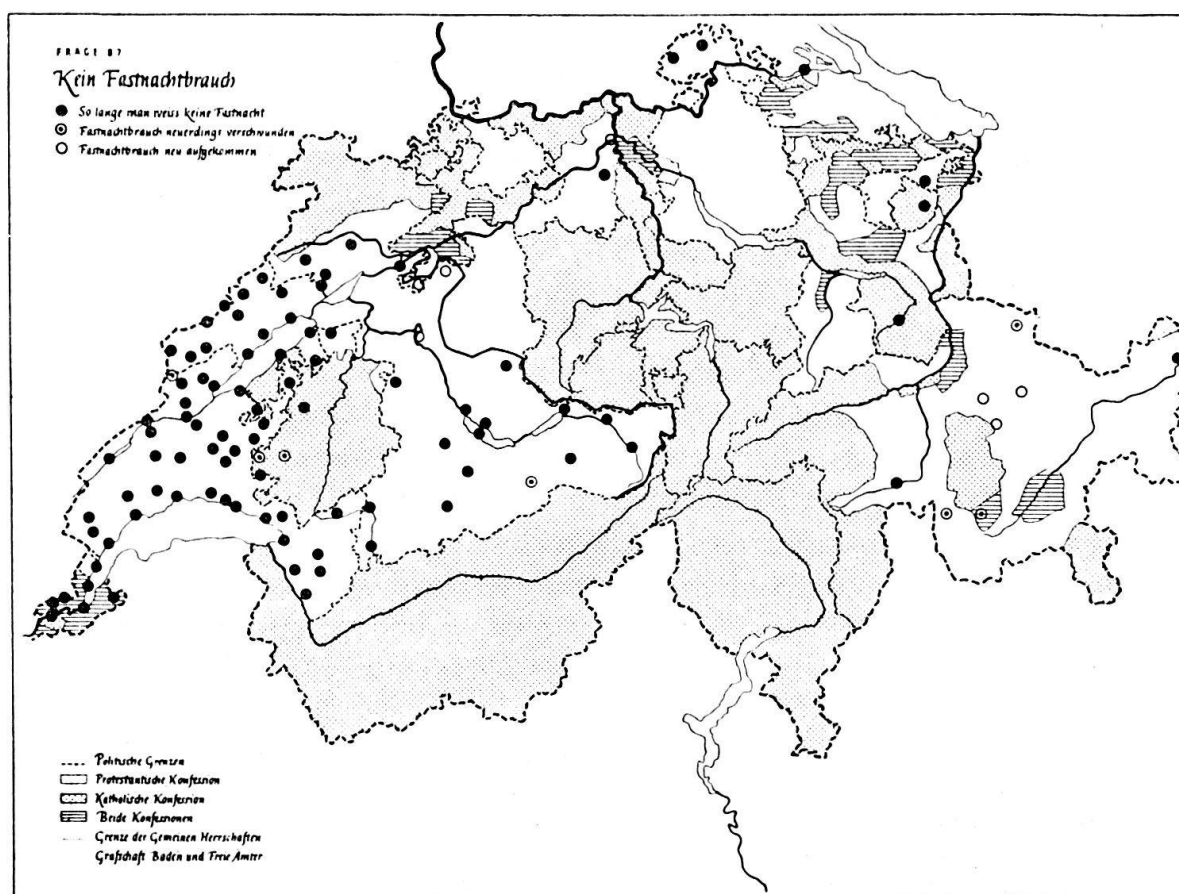 FRAGE 87
Kein Fastnachtbrauch
So lange man weiss keine Fastnacht
Fastnachtbrauch neuerdings verschwunden
Fastnachtbrauch neu aufgekommen
Politische Grenzen
Protestantische Konfession
Katholische Konfession
Beide Konfessionen
Grenze der Gemeinen Herrschaften
Grafschaft Baden und Freie Ämter